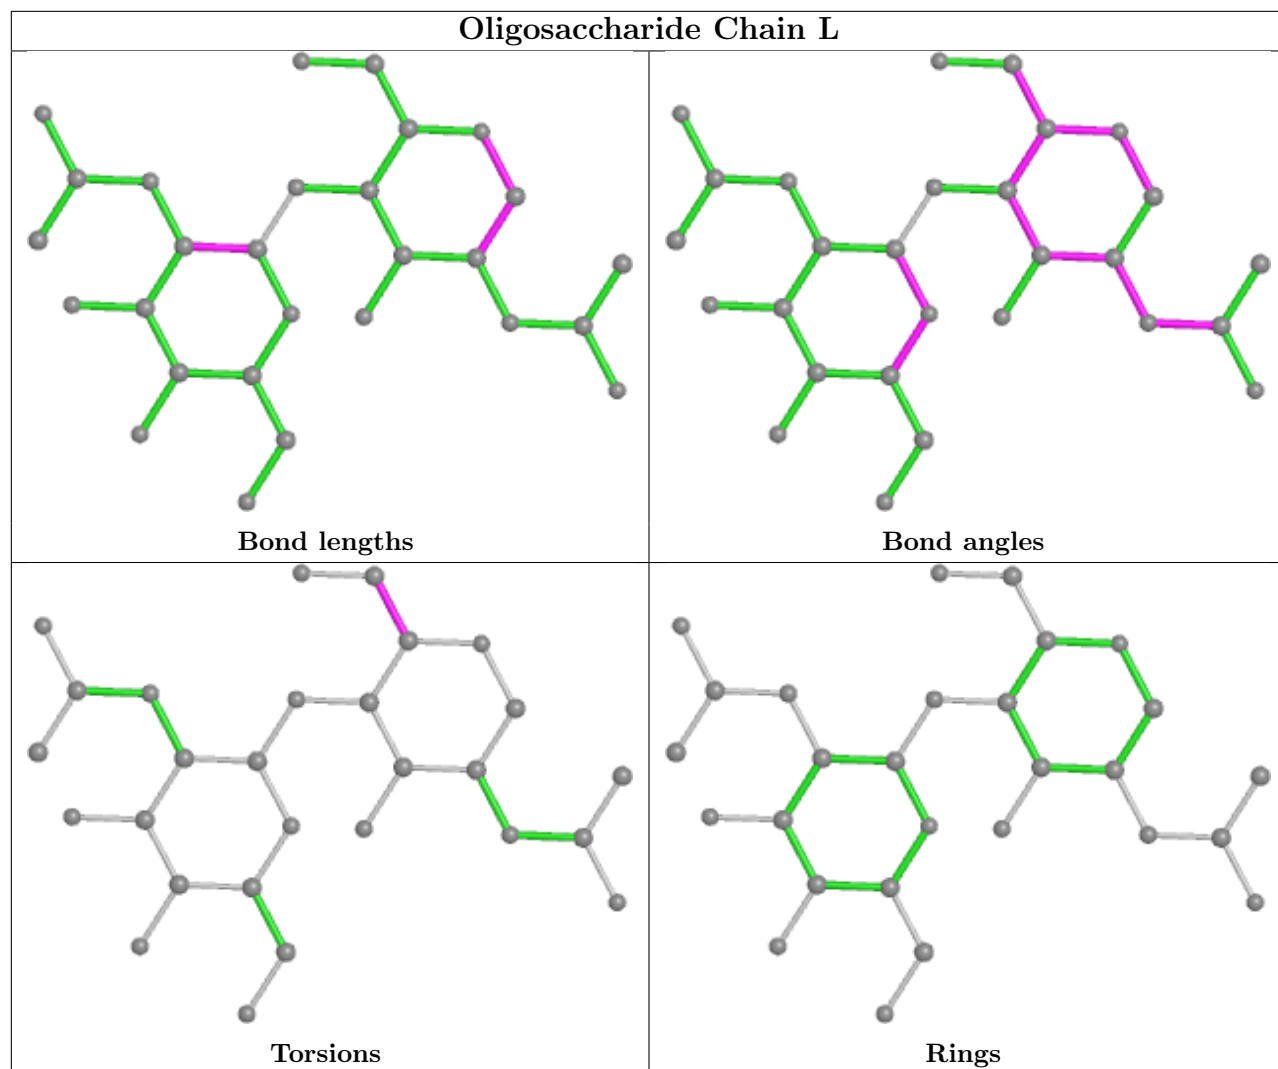 Oligosaccharide Chain L
Bond lengths
Bond angles
Torsions
Rings